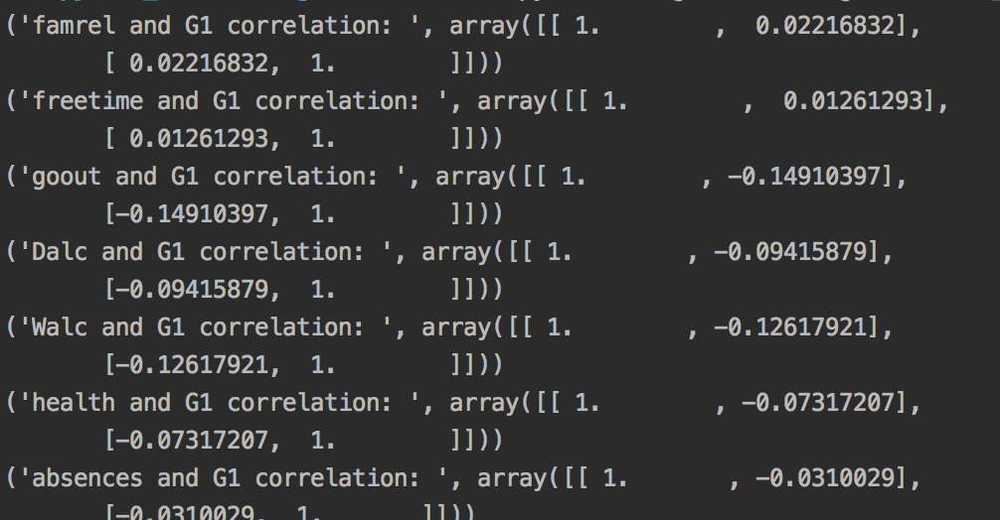 ('famrel and G1 correlation: ', array([[ 1.        ,  0.02216832],
       [ 0.02216832,  1.        ]]))
('freetime and G1 correlation: ', array([[ 1.        ,  0.01261293],
       [ 0.01261293,  1.        ]]))
('goout and G1 correlation: ', array([[ 1.        , -0.14910397],
       [-0.14910397,  1.        ]]))
('Dalc and G1 correlation: ', array([[ 1.        , -0.09415879],
       [-0.09415879,  1.        ]]))
('Walc and G1 correlation: ', array([[ 1.        , -0.12617921],
       [-0.12617921,  1.        ]]))
('health and G1 correlation: ', array([[ 1.        , -0.07317207],
       [-0.07317207,  1.        ]]))
('absences and G1 correlation: ', array([[ 1.       , -0.0310029],
       [-0.0310029,  1.       ]]))